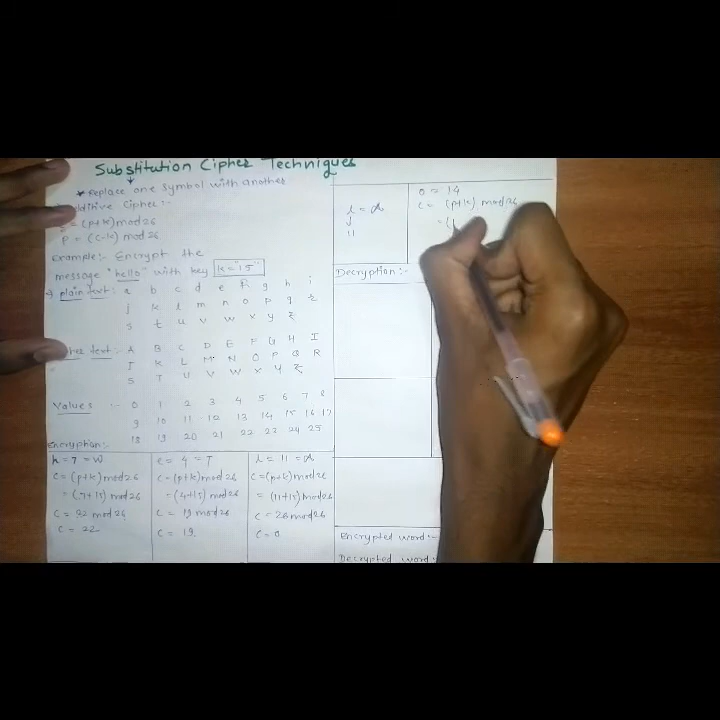 Substitution Cipher Techniques
* Replace one symbol with another
Additive Cipher:-
C = (p+k) mod 26
P = (c-k) mod 26
Example:- Encrypt the
message "hello" with key k="15"
plain text:- a b c d e f g h i
j k l m n o p q r
s t u v w x y z
text:- A B C D E F G H I
J K L M N O P Q R
S T U V W X Y Z
Values :- 0 1 2 3 4 5 6 7 8
9 10 11 12 13 14 15 16 17
18 19 20 21 22 23 24 25
Encryption:-
h = 7 = W
C = (p+k) mod 26
= (7+15) mod 26
C = 22 mod 26
C = 22
e = 4 = T
C = (p+k) mod 26
= (4+15) mod 26
C = 19 mod 26
C = 19
l = 11 = A
C = (p+k) mod 26
= (11+15) mod 26
C = 26 mod 26
C = 0
l = A
11
o = 14
C = (p+k) mod 26
= (1
Decryption:-
Encrypted word:-
Decrypted word: